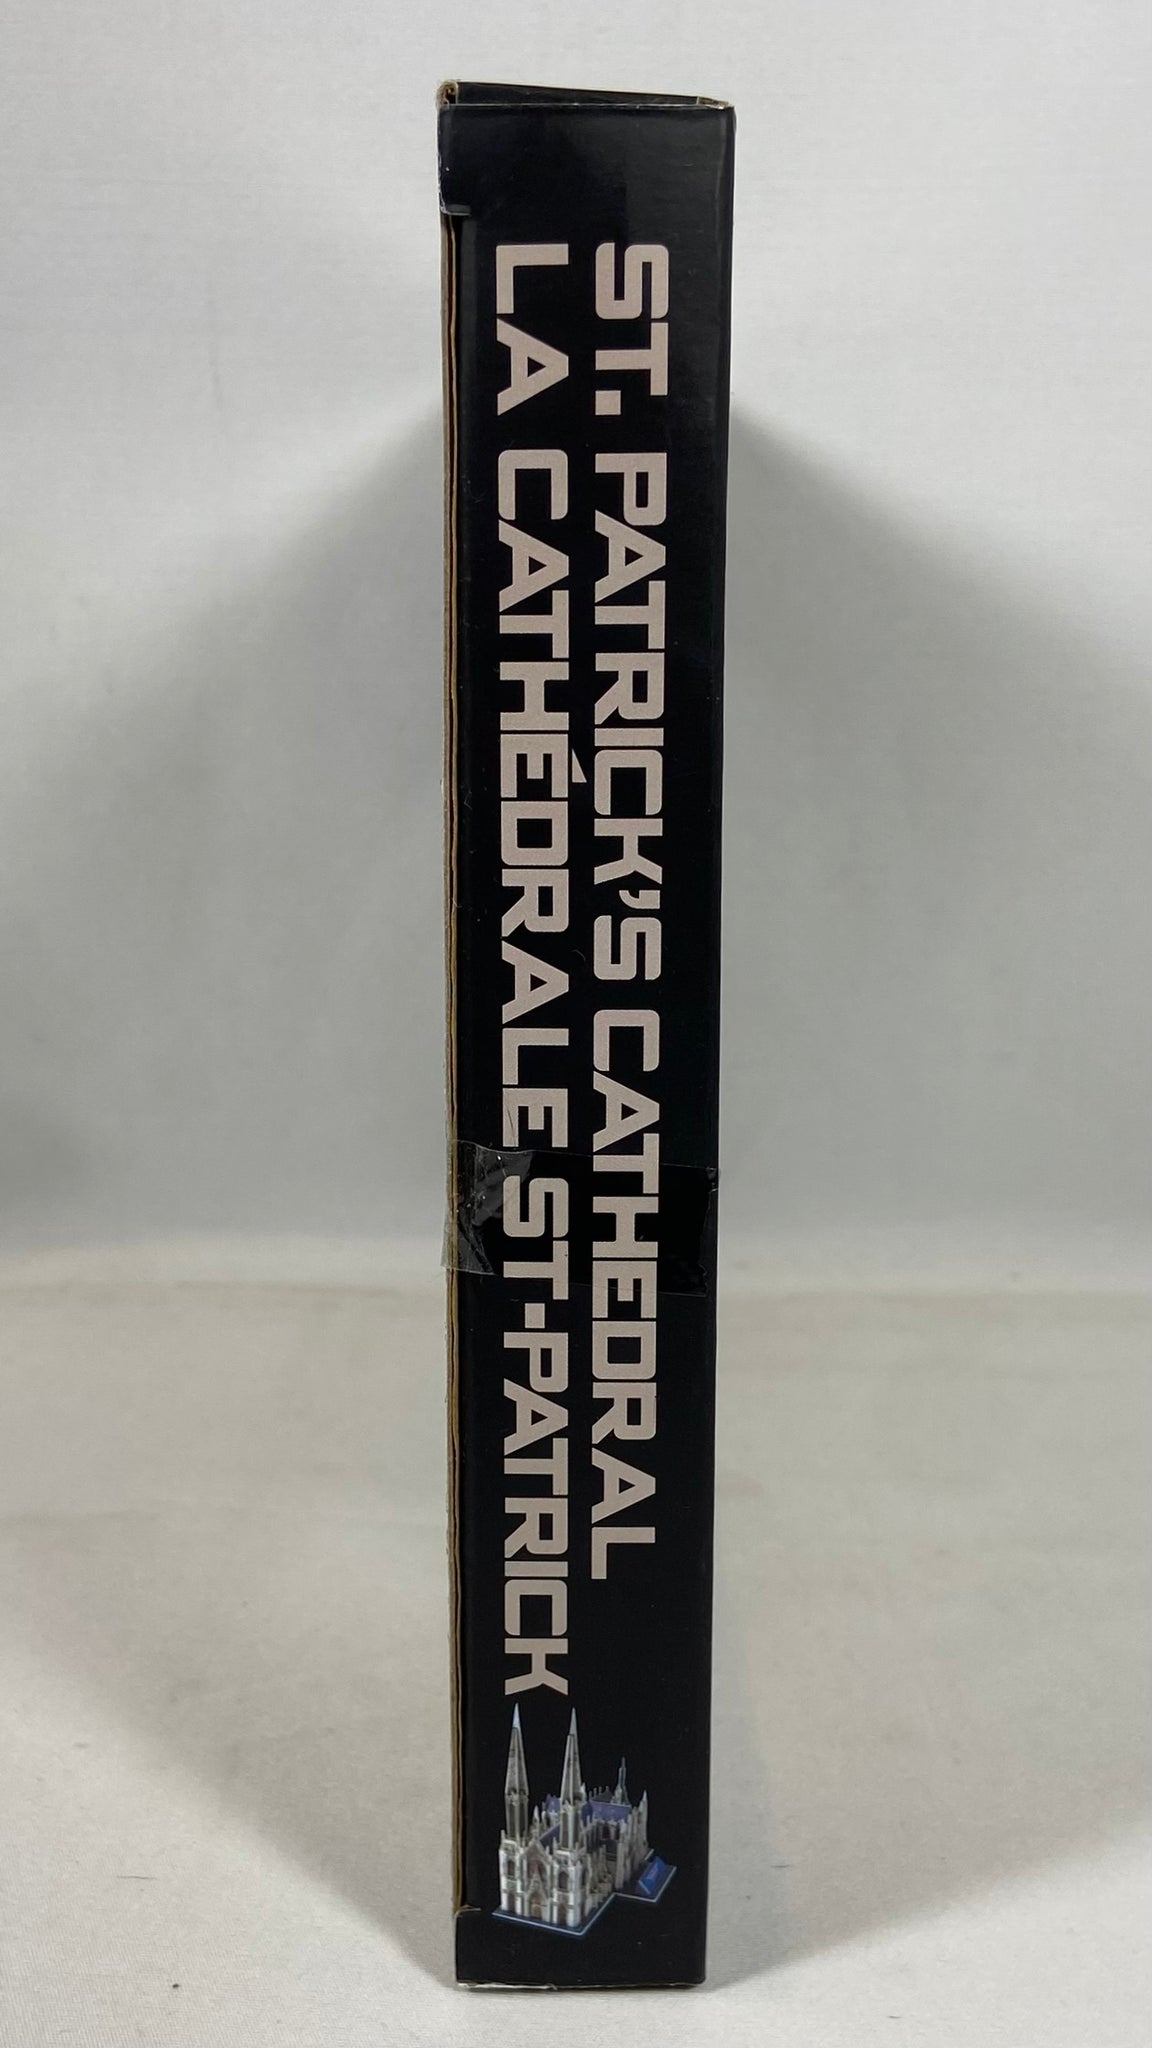 ST. PATRICK'S CATHEDRAL
LA CATHÉDRALE ST-PATRICK